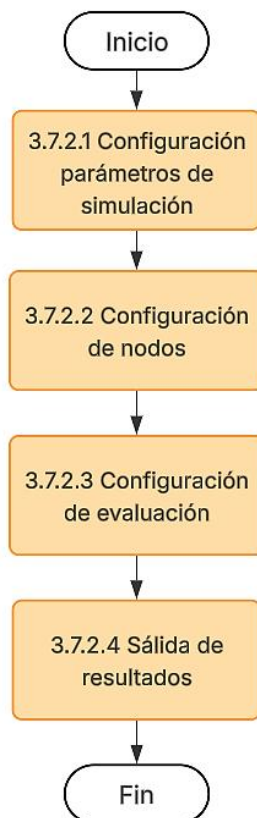 Inicio
3.7.2.1 Configuración
parámetros de
simulación
3.7.2.2 Configuración
de nodos
3.7.2.3 Configuración
de evaluación
3.7.2.4 Sálida de
resultados
Fin